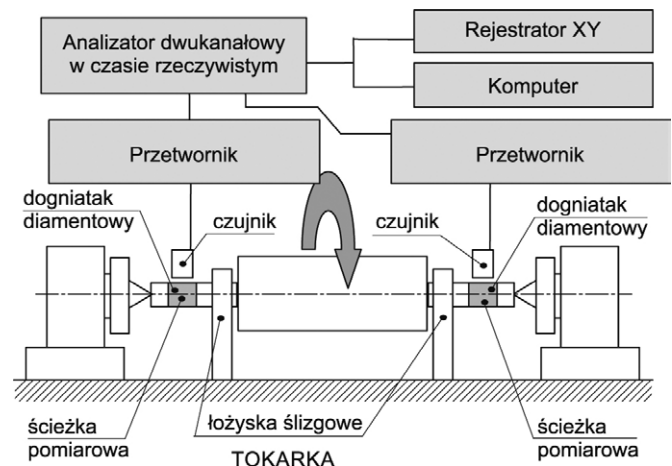 Analizator dwukanałowy
w czasie rzeczywistym
Rejestrator XY
Komputer
Przetwornik
Przetwornik
dogniatak
diamentowy
czujnik
czujnik
dogniatak
diamentowy
ścieżka
pomiarowa
łożyska ślizgowe
ścieżka
pomiarowa
TOKARKA